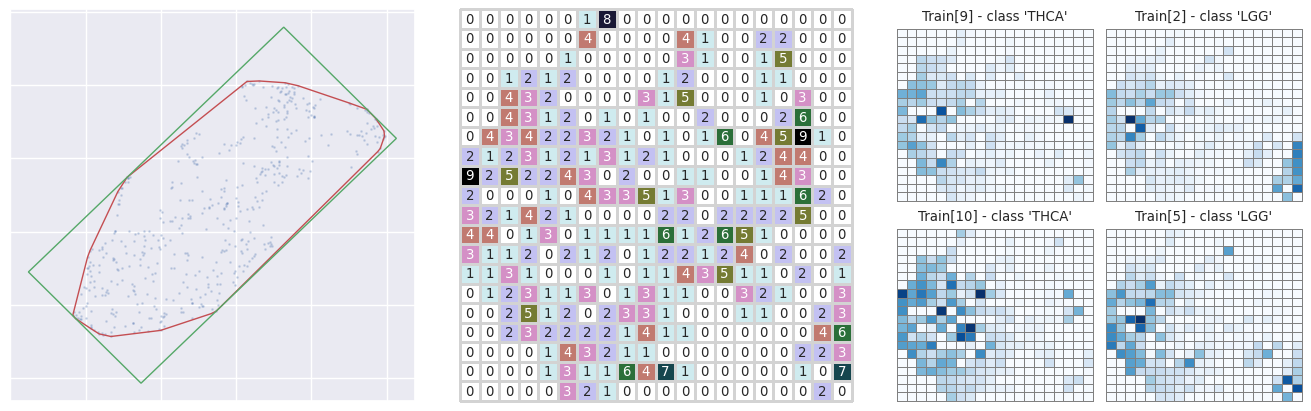 0 0 0 0 0 0 1 8 0 0 0 0 0 0 0 0 0 0 0 0
0 0 0 0 0 0 4 0 0 0 0 4 1 0 0 2 2 0 0 0
0 0 0 0 0 1 0 0 0 0 0 3 1 0 0 1 5 0 0 0
0 0 1 2 1 2 0 0 0 0 1 2 0 0 0 1 1 0 0 0
0 0 4 3 2 0 0 0 0 3 1 5 0 0 0 1 0 3 0 0
0 0 4 3 1 2 0 1 0 1 0 0 2 0 0 0 2 6 0 0
0 4 3 4 2 2 3 2 1 0 1 0 1 6 0 4 5 9 1 0
2 1 2 3 1 2 1 3 1 2 1 0 0 0 1 2 4 4 0 0
9 2 5 2 2 4 3 0 2 0 0 1 1 0 0 1 4 3 0 0
2 0 0 0 1 0 4 3 3 5 1 3 0 0 1 1 1 6 2 0
3 2 1 4 2 1 0 0 0 0 2 2 0 2 2 2 2 5 0 0
4 4 0 1 3 0 1 1 1 1 6 1 2 6 5 1 0 0 0 0
3 1 1 2 0 2 1 2 0 1 2 2 1 2 4 0 2 0 0 2
1 1 3 1 0 0 0 1 0 1 1 4 3 5 1 1 0 2 0 1
0 1 2 3 1 1 3 0 1 3 1 1 0 0 3 2 1 0 0 3
0 0 2 5 1 2 0 2 3 3 1 0 0 0 1 1 0 0 2 3
0 0 2 3 2 2 2 2 1 4 1 1 0 0 0 0 0 0 4 6
0 0 0 0 1 4 3 2 1 1 0 0 0 0 0 0 0 2 2 3
0 0 0 0 1 3 1 1 6 4 7 1 0 0 0 0 0 1 0 7
0 0 0 0 0 3 2 1 0 0 0 0 0 0 0 0 0 0 2 0
Train[9] - class 'THCA'
Train[2] - class 'LGG'
Train[10] - class 'THCA'
Train[5] - class 'LGG'